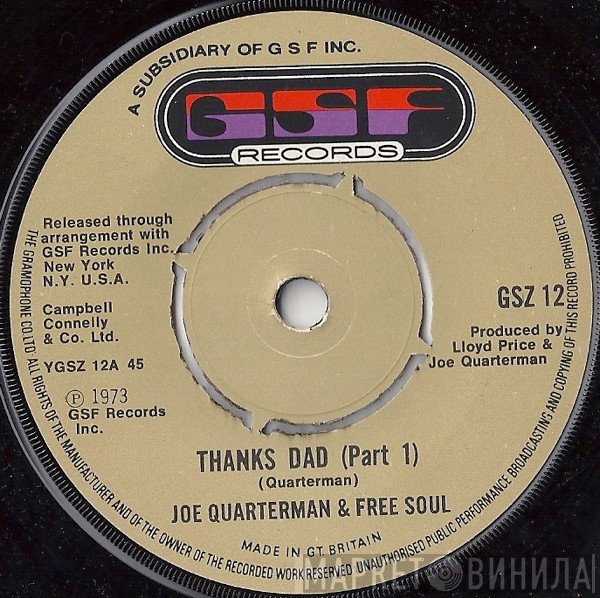 A SUBSIDIARY OF G S F INC.
GSF
RECORDS
Released through
arrangement with
GSF Records Inc.
New York
N.Y. U.S.A.
Campbell
Connelly
& Co. Ltd.
YGSZ 12A 45
℗ 1973
GSF Records
Inc.
GSZ 12
Produced by
Lloyd Price &
Joe Quarterman
THANKS DAD (Part 1)
(Quarterman)
JOE QUARTERMAN & FREE SOUL
MADE IN GT. BRITAIN
THE GRAMOPHONE CO. LTD. ALL RIGHTS OF THE MANUFACTURER AND OF THE OWNER OF THE RECORDED WORK RESERVED UNAUTHORISED PUBLIC PERFORMANCE BROADCASTING AND COPYING OF THIS RECORD PROHIBITED
МАРКЕТ ВИНИЛА